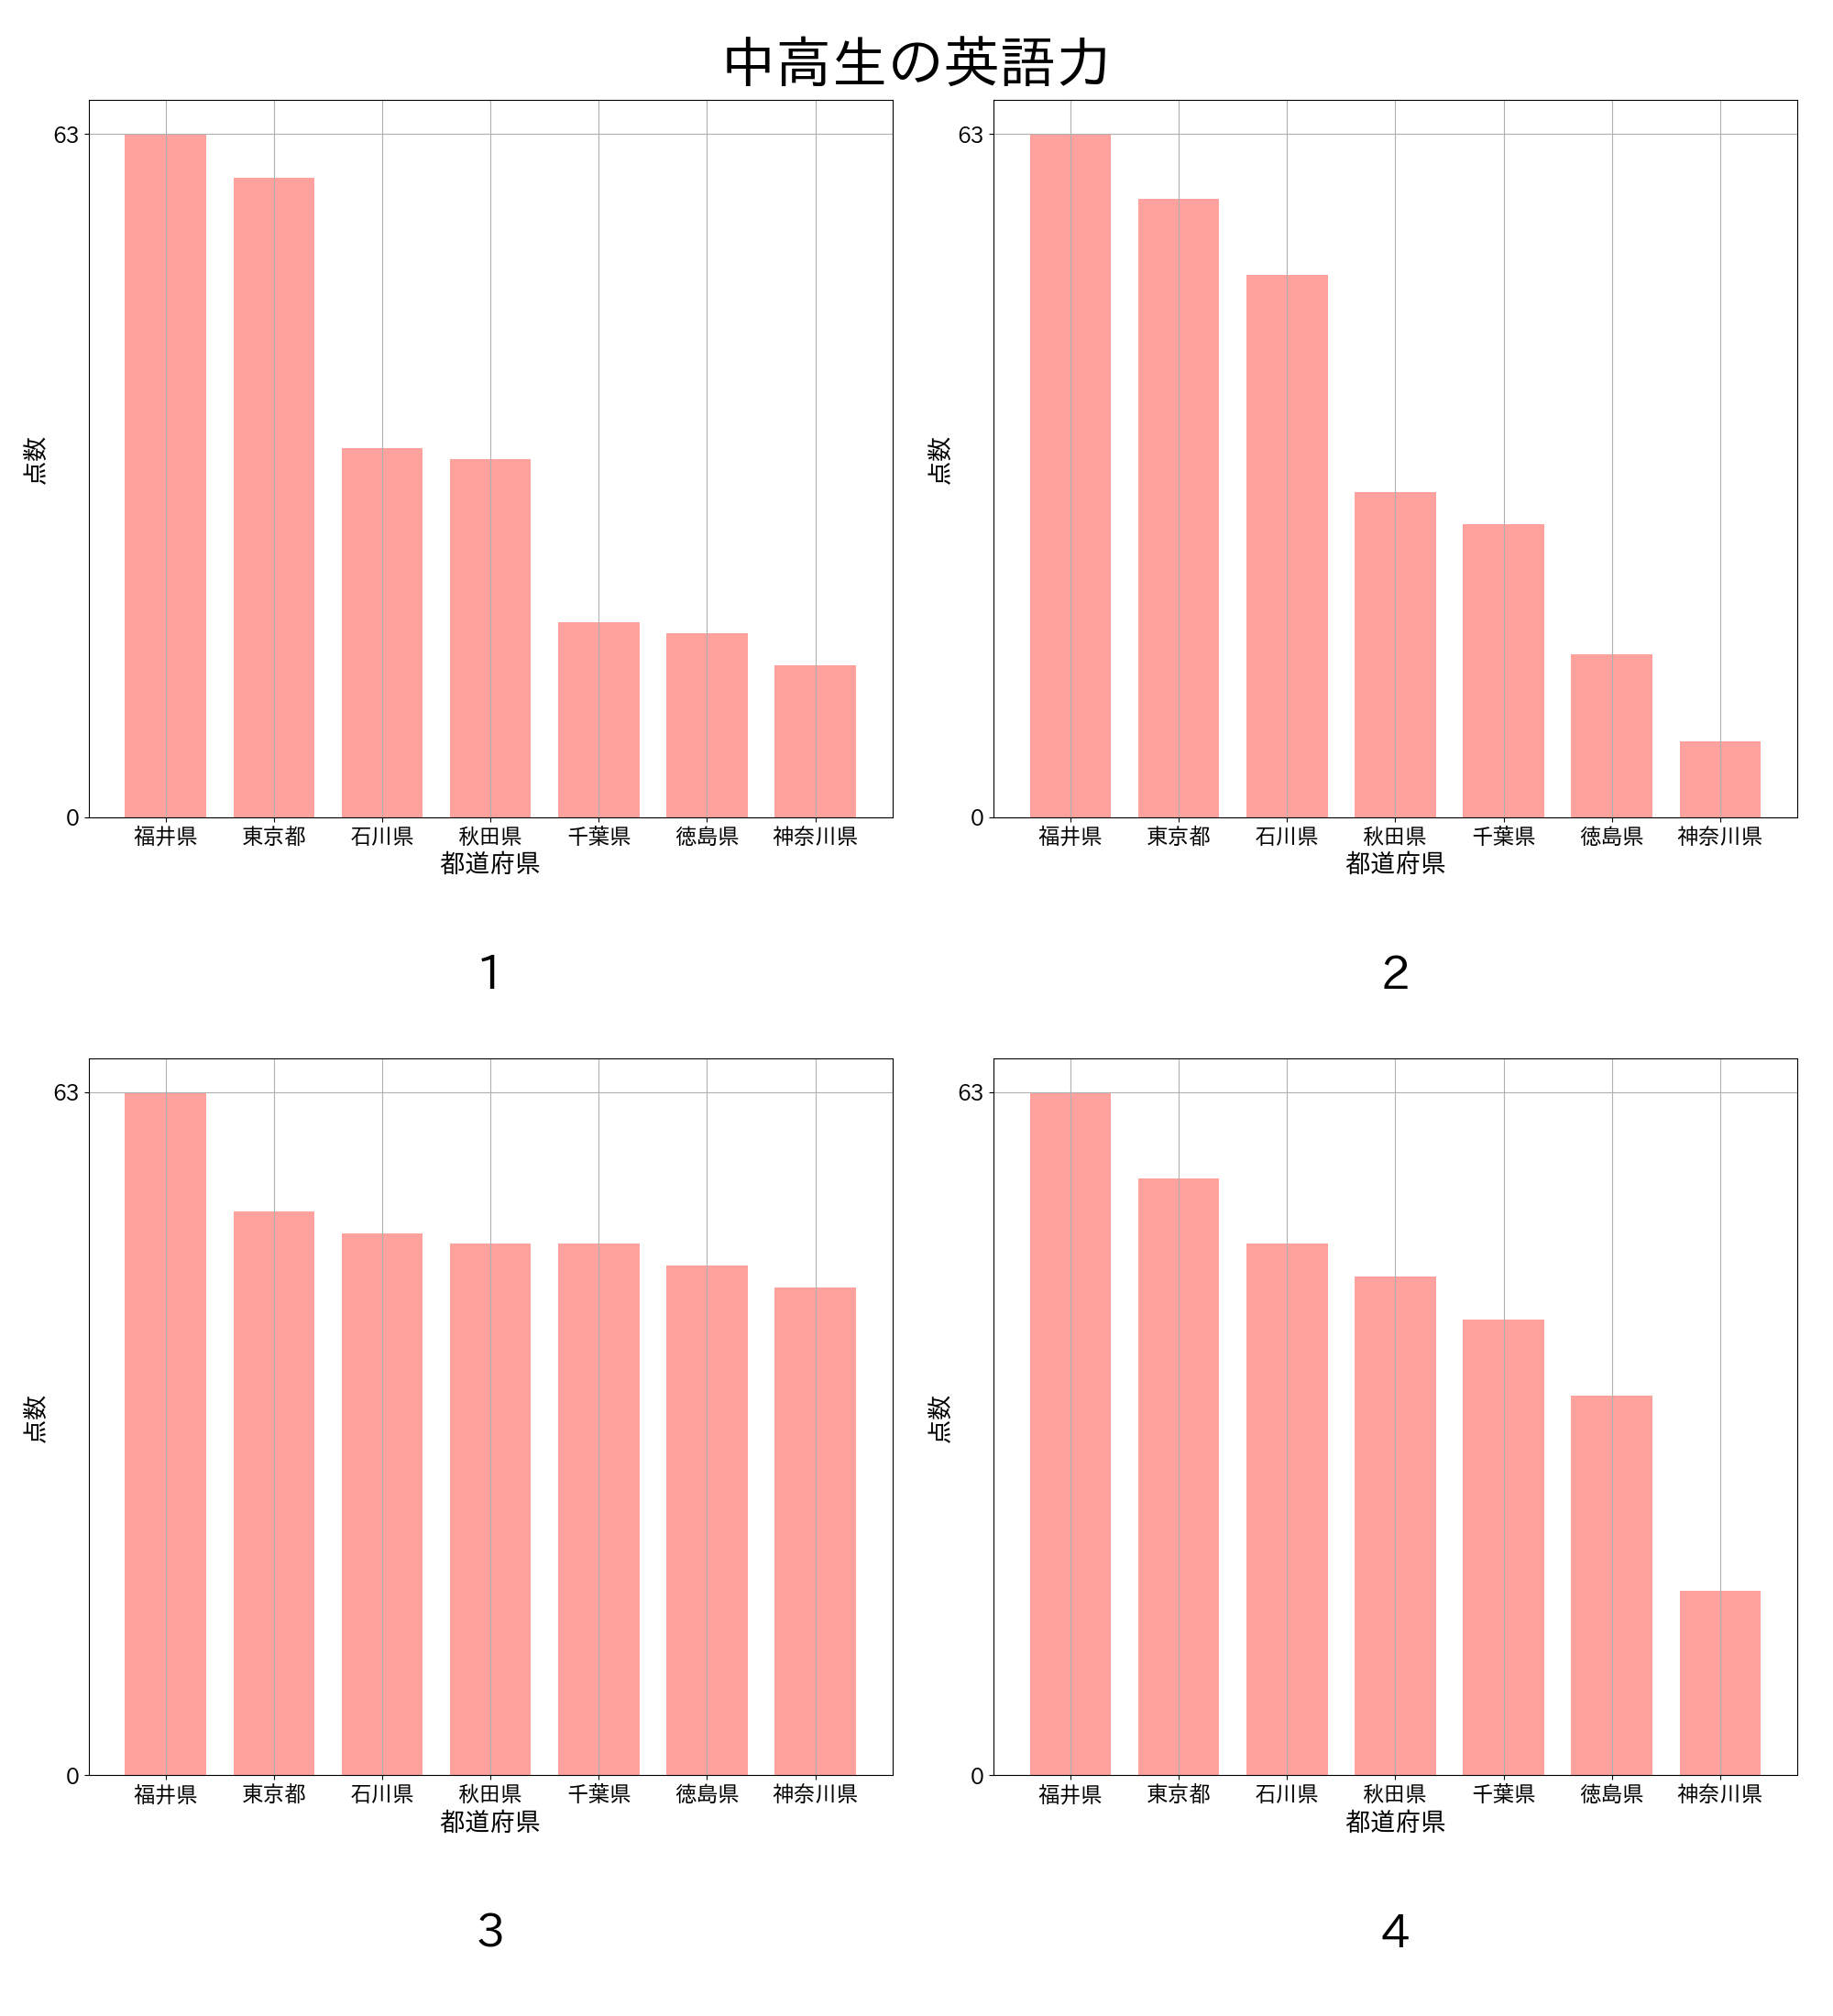 中高生の英語力
63
0
点数
福井県 東京都 石川県 秋田県 千葉県 徳島県 神奈川県
都道府県
1
63
0
点数
福井県 東京都 石川県 秋田県 千葉県 徳島県 神奈川県
都道府県
2
63
0
点数
福井県 東京都 石川県 秋田県 千葉県 徳島県 神奈川県
都道府県
3
63
0
点数
福井県 東京都 石川県 秋田県 千葉県 徳島県 神奈川県
都道府県
4